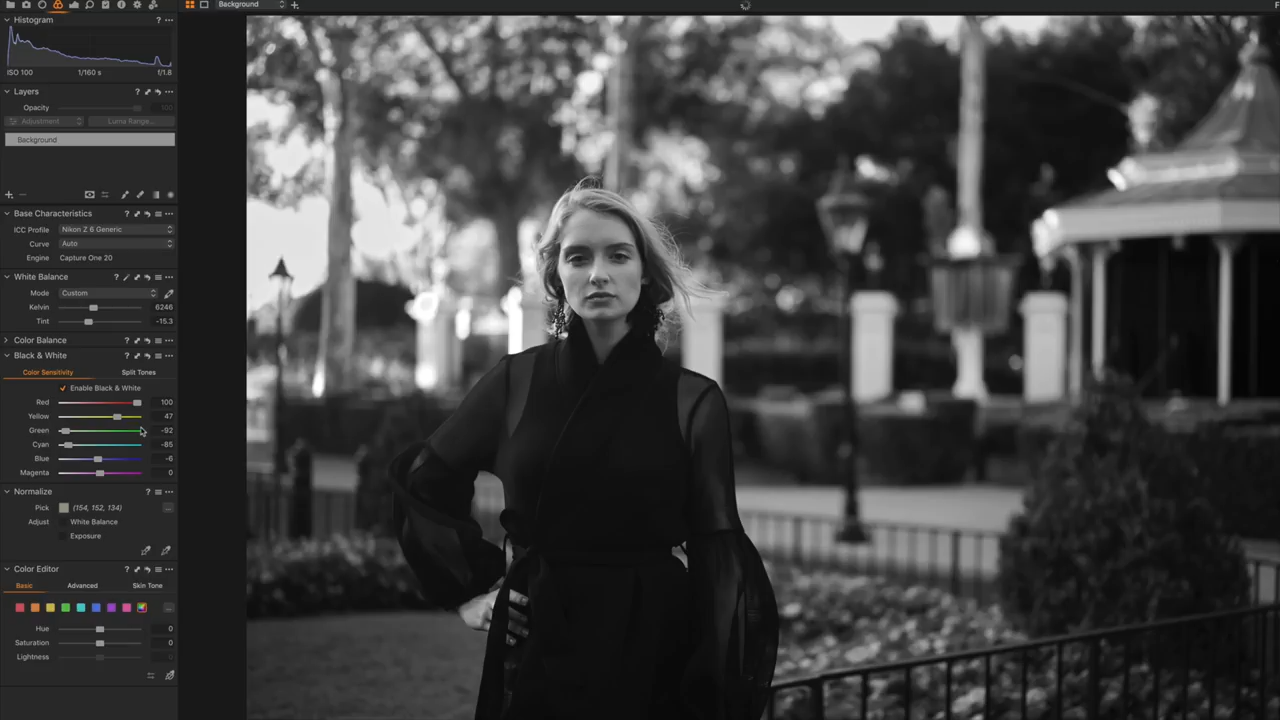 Background
Histogram ?
ISO 100 1/160 s f/1.8
Layers ?
Opacity 100
Adjustment Luma Range...
Background
Base Characteristics ?
ICC Profile Nikon Z 6 Generic
Curve Auto
Engine Capture One 20
White Balance ?
Mode Custom
Kelvin 6246
Tint -15.3
Color Balance ?
Black & White ?
Color Sensitivity Split Tones
Enable Black & White
Red 100
Yellow 47
Green -92
Cyan -85
Blue -6
Magenta 0
Normalize ?
Pick (154, 152, 134) ...
Adjust White Balance
Exposure
Color Editor ?
Basic Advanced Skin Tone
...
Hue 0
Saturation 0
Lightness